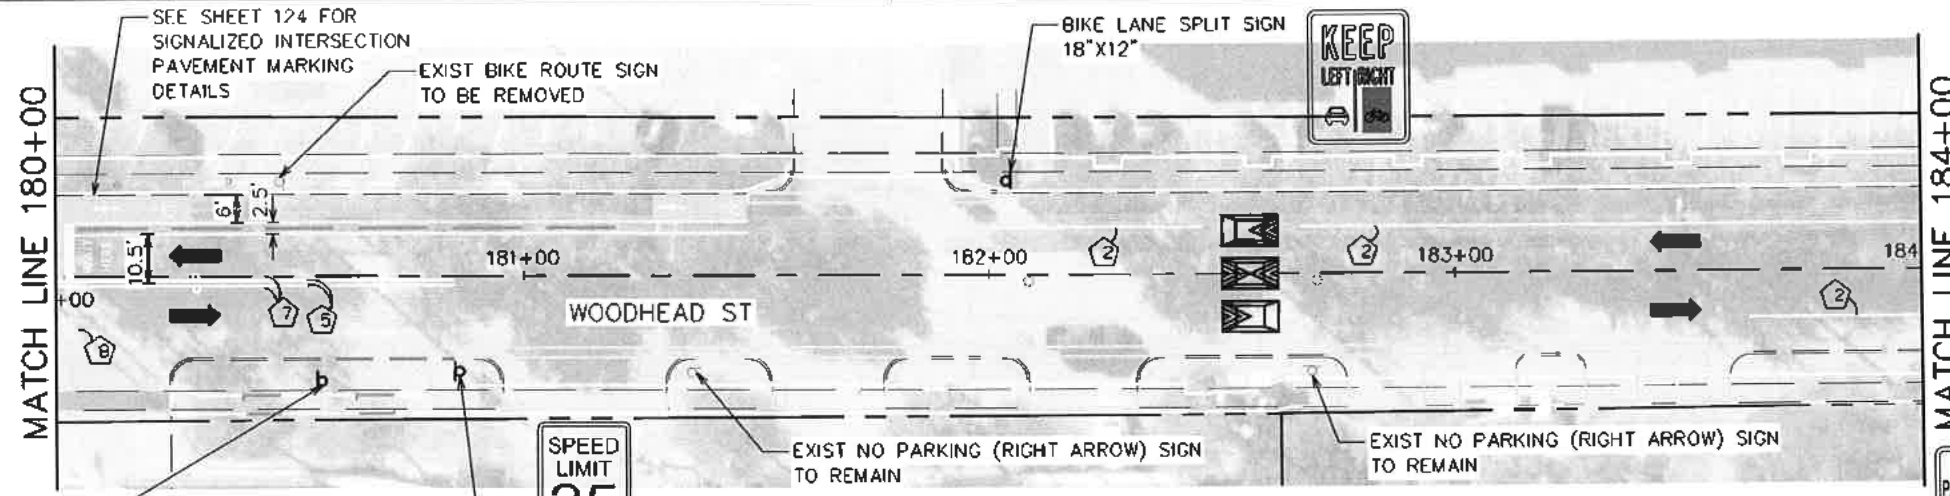 SEE SHEET 124 FOR
SIGNALIZED INTERSECTION
PAVEMENT MARKING
DETAILS
EXIST BIKE ROUTE SIGN
TO BE REMOVED
BIKE LANE SPLIT SIGN
18"X12"
KEEP
LEFT RIGHT
MATCH LINE 180+00
MATCH LINE 184+00
6'
2.5'
10.5'
+00
181+00
182+00
183+00
184
2
2
2
7
5
8
WOODHEAD ST
SPEED
LIMIT
25
EXIST NO PARKING (RIGHT ARROW) SIGN
TO REMAIN
EXIST NO PARKING (RIGHT ARROW) SIGN
TO REMAIN